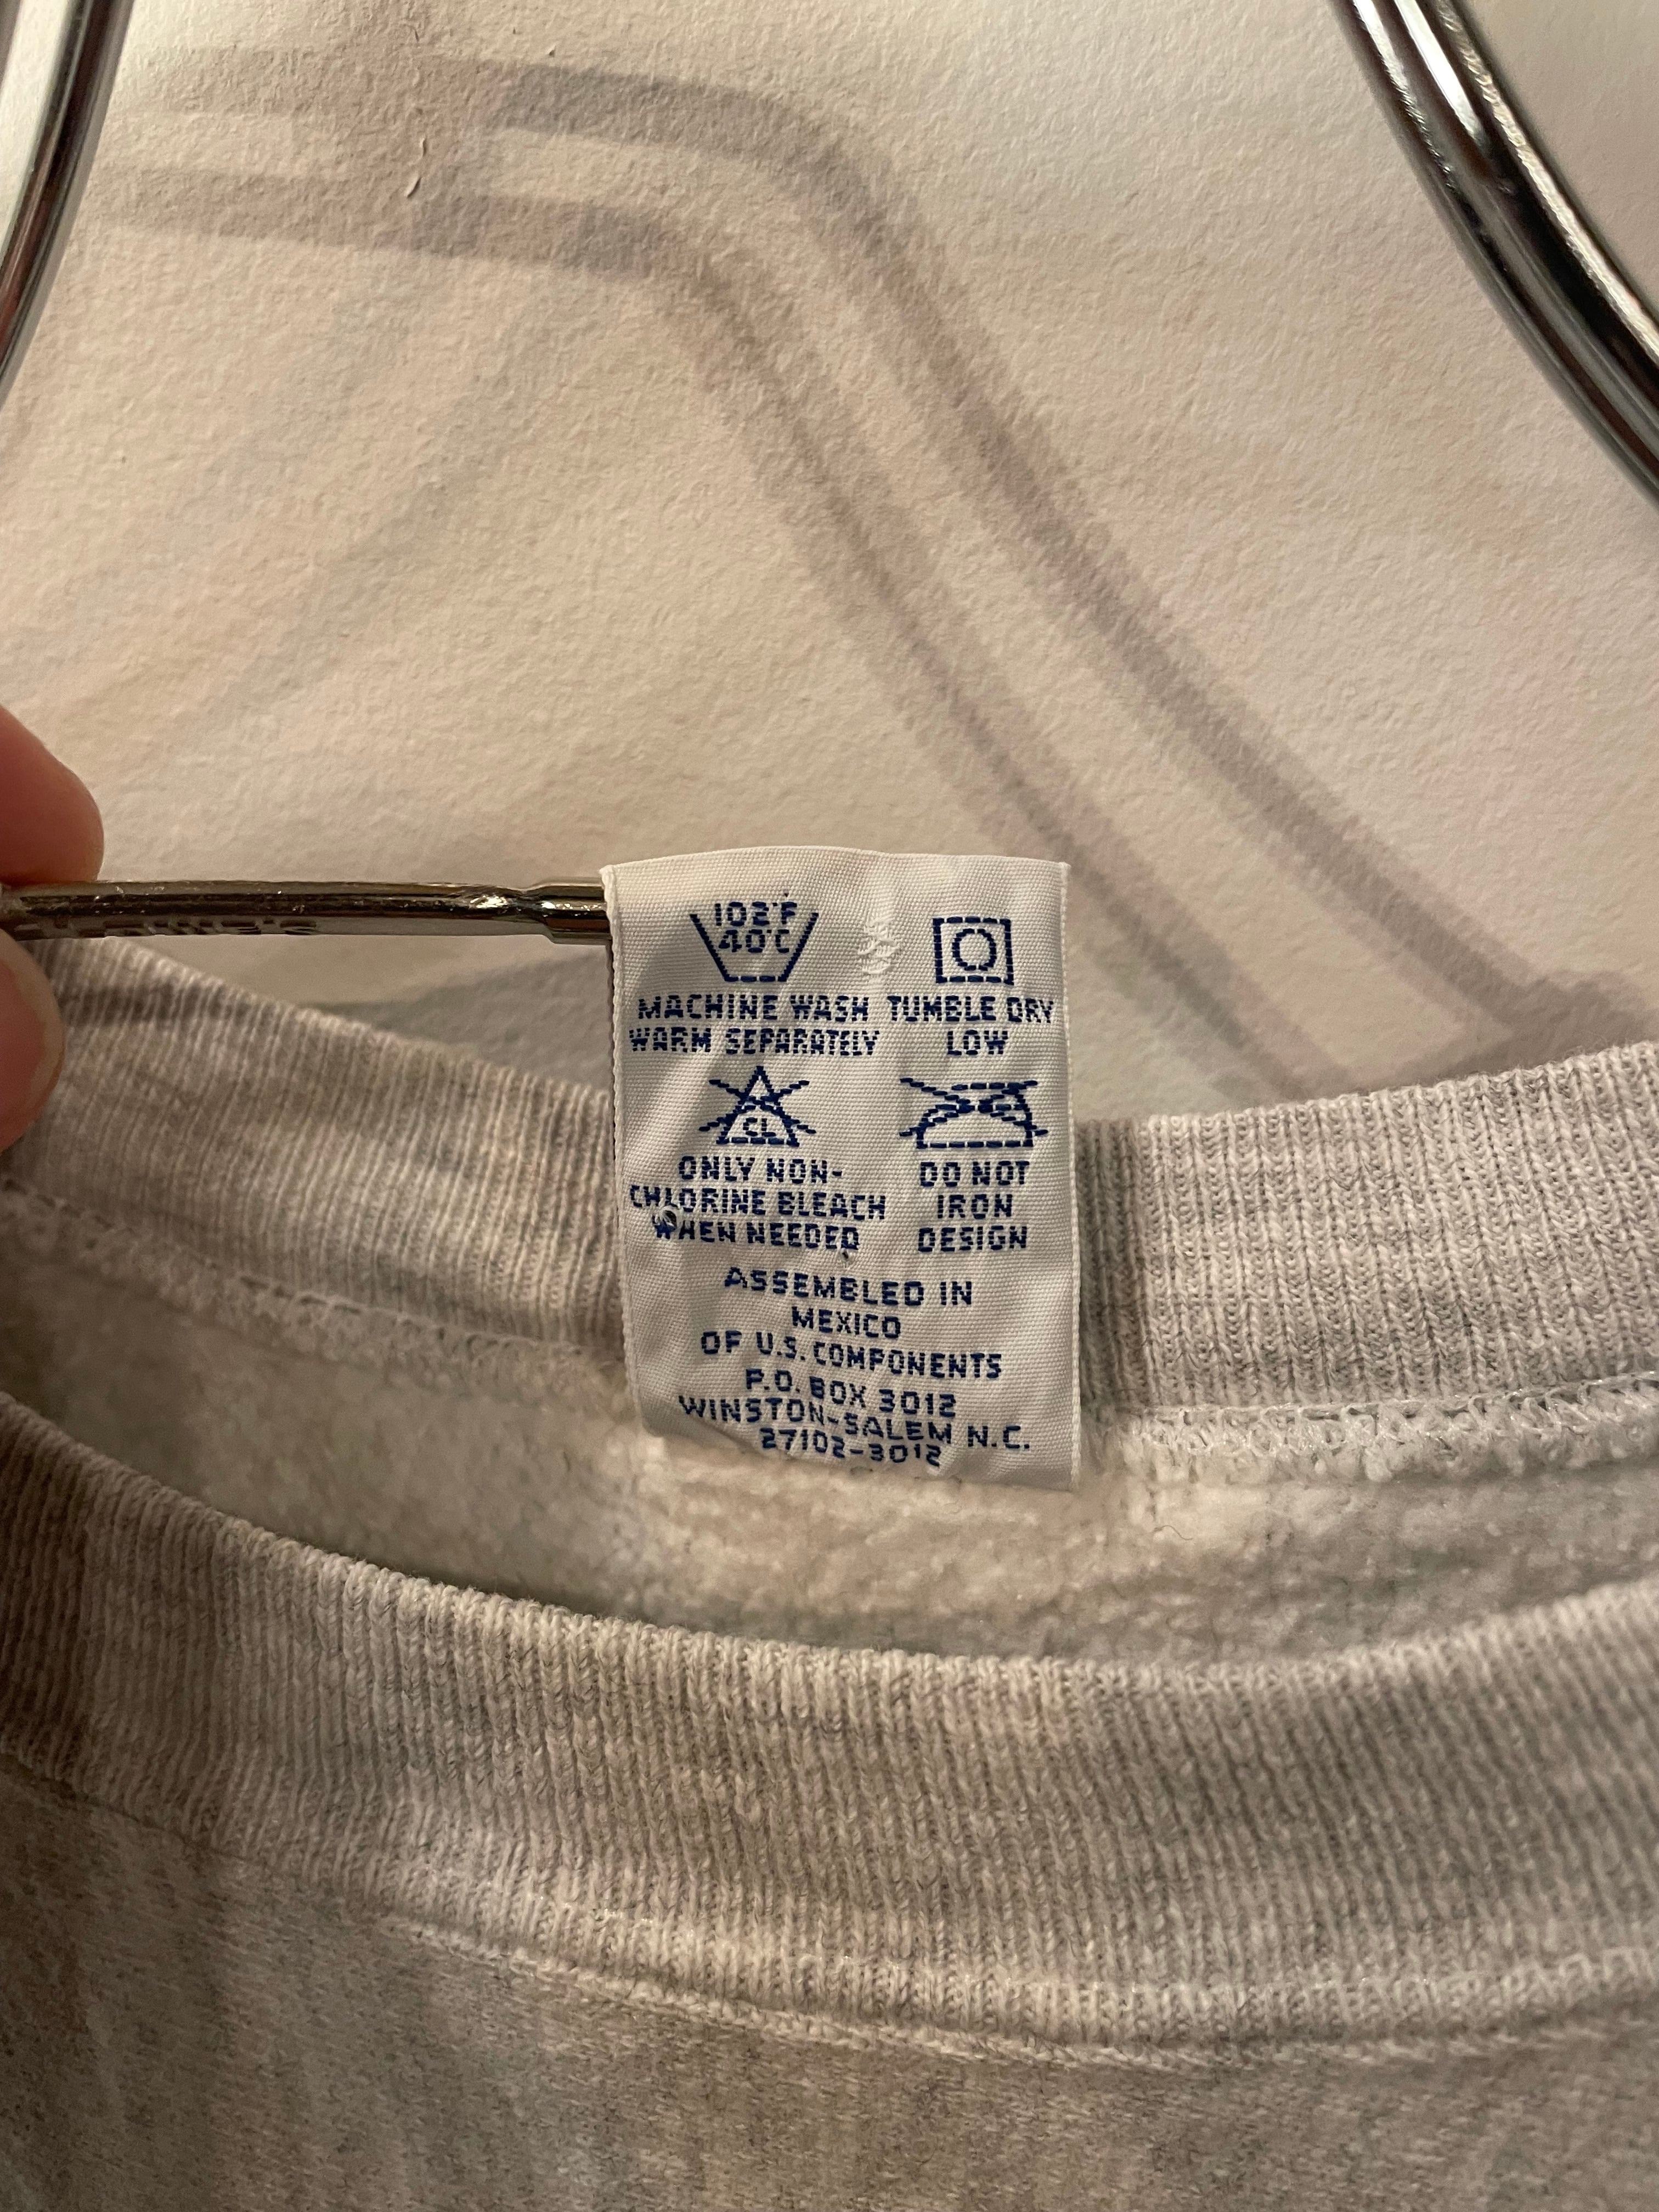 102°F
40°C
MACHINE WASH
WARM SEPARATELY
TUMBLE DRY
LOW
CL
ONLY NON-
CHLORINE BLEACH
WHEN NEEDED
DO NOT
IRON
DESIGN
ASSEMBLED IN
MEXICO
OF U.S. COMPONENTS
P.O. BOX 3012
WINSTON-SALEM N.C.
27102-3012